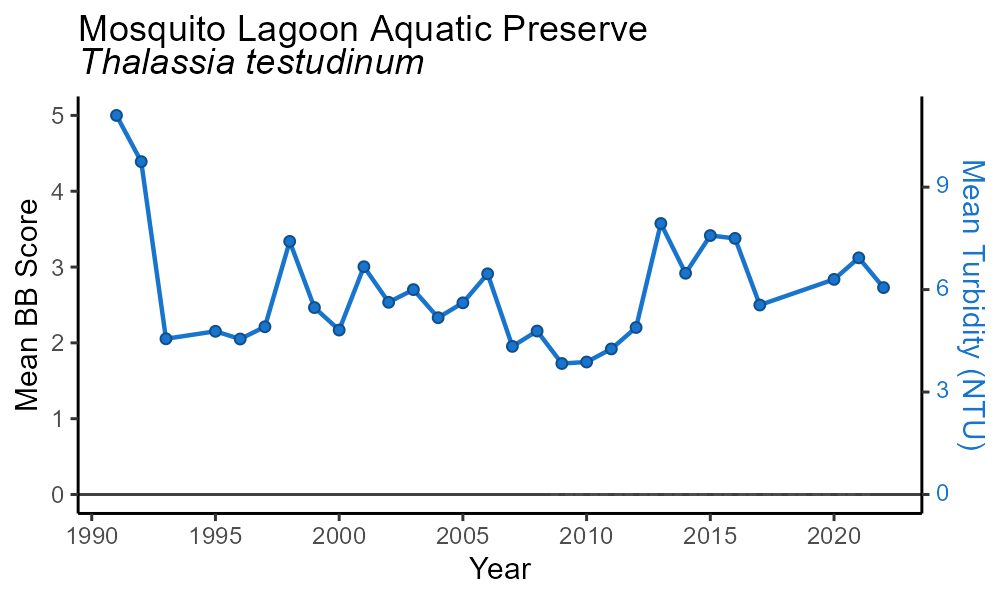 Mosquito Lagoon Aquatic Preserve
Thalassia testudinum
Mean BB Score
5
4
3
2
1
0
9
6
3
0
Mean Turbidity (NTU)
1990 1995 2000 2005 2010 2015 2020
Year